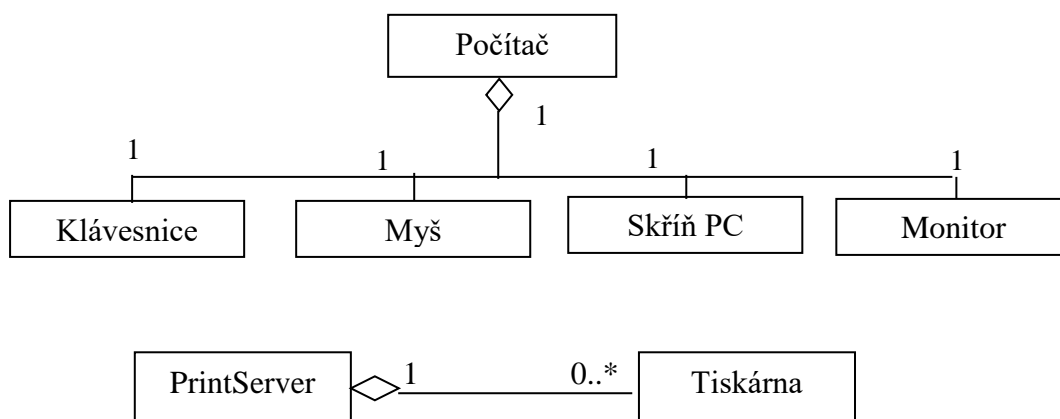 Počítač
1
1
1
1
1
Klávesnice
Myš
Skříň PC
Monitor
PrintServer
1
0..*
Tiskárna